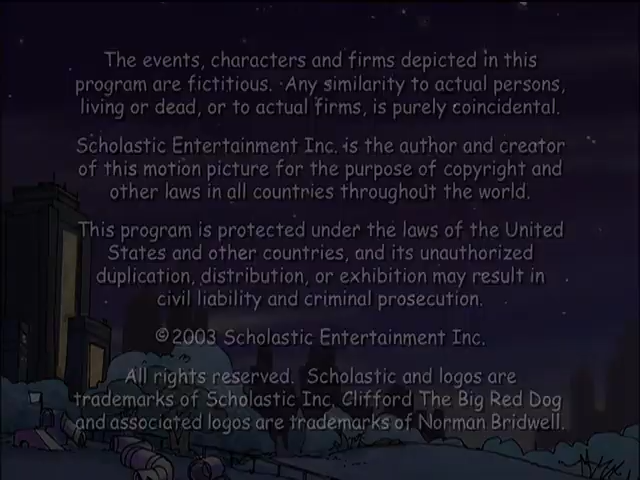 The events, characters and firms depicted in this
program are fictitious. Any similarity to actual persons,
living or dead, or to actual firms, is purely coincidental.
Scholastic Entertainment Inc. is the author and creator
of this motion picture for the purpose of copyright and
other laws in all countries throughout the world.
This program is protected under the laws of the United
States and other countries, and its unauthorized
duplication, distribution, or exhibition may result in
civil liability and criminal prosecution.
©2003 Scholastic Entertainment Inc.
All rights reserved. Scholastic and logos are
trademarks of Scholastic Inc. Clifford The Big Red Dog
and associated logos are trademarks of Norman Bridwell.